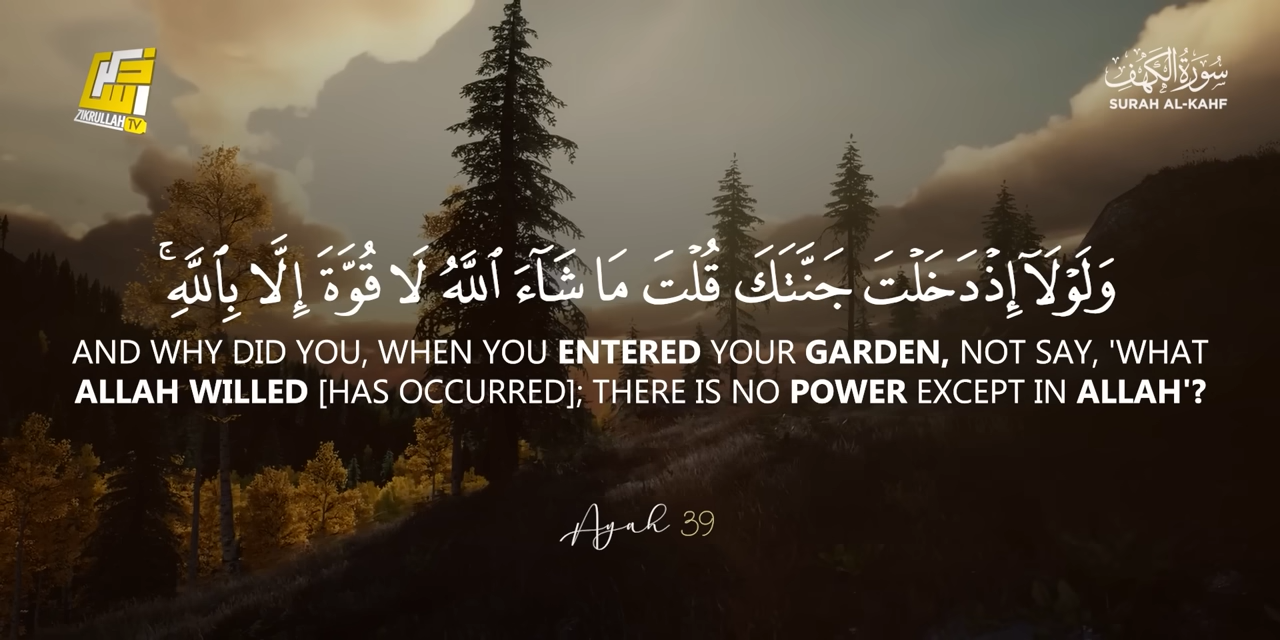 ذكر
الله
ZIKRULLAH TV
سُورَةُ الكَهْفِ
SURAH AL-KAHF
وَلَوْلَآ إِذْ دَخَلْتَ جَنَّتَكَ قُلْتَ مَا شَآءَ ٱللَّهُ لَا قُوَّةَ إِلَّا بِٱللَّهِ ۚ
AND WHY DID YOU, WHEN YOU ENTERED YOUR GARDEN, NOT SAY, 'WHAT
ALLAH WILLED [HAS OCCURRED]; THERE IS NO POWER EXCEPT IN ALLAH'?
Ayah 39